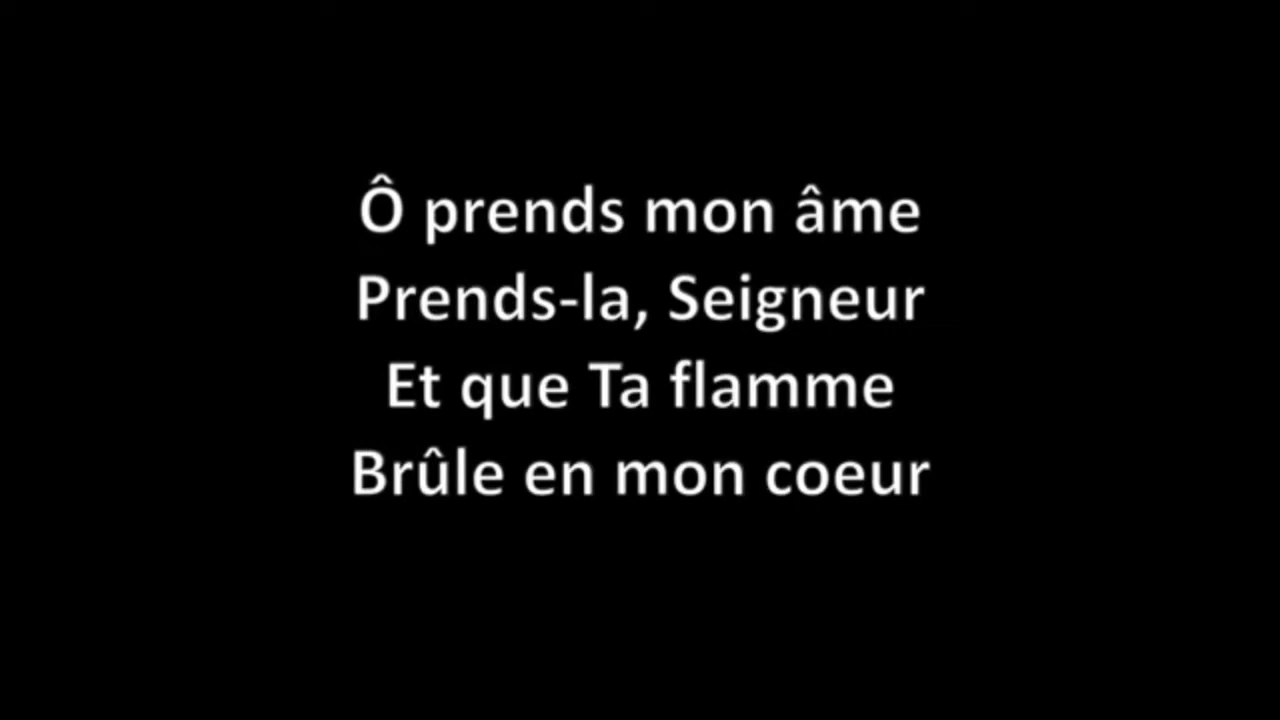 Ô prends mon âme
Prends-la, Seigneur
Et que Ta flamme
Brûle en mon coeur